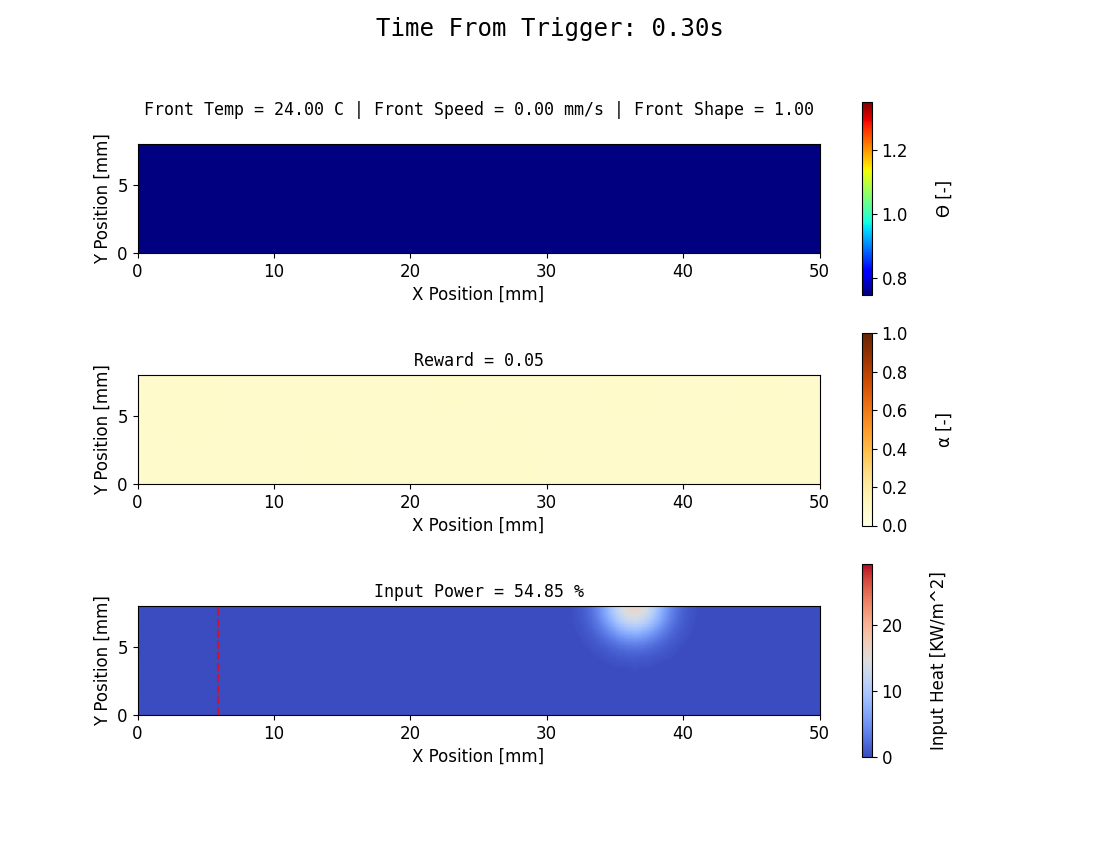 Time From Trigger: 0.30s
Front Temp = 24.00 C | Front Speed = 0.00 mm/s | Front Shape = 1.00
Y Position [mm]
5
0
0 10 20 30 40 50
X Position [mm]
1.2
1.0
0.8
Θ [-]
Reward = 0.05
Y Position [mm]
5
0
0 10 20 30 40 50
X Position [mm]
1.0
0.8
0.6
0.4
0.2
0.0
α [-]
Input Power = 54.85 %
Y Position [mm]
5
0
0 10 20 30 40 50
X Position [mm]
20
10
0
Input Heat [KW/m^2]